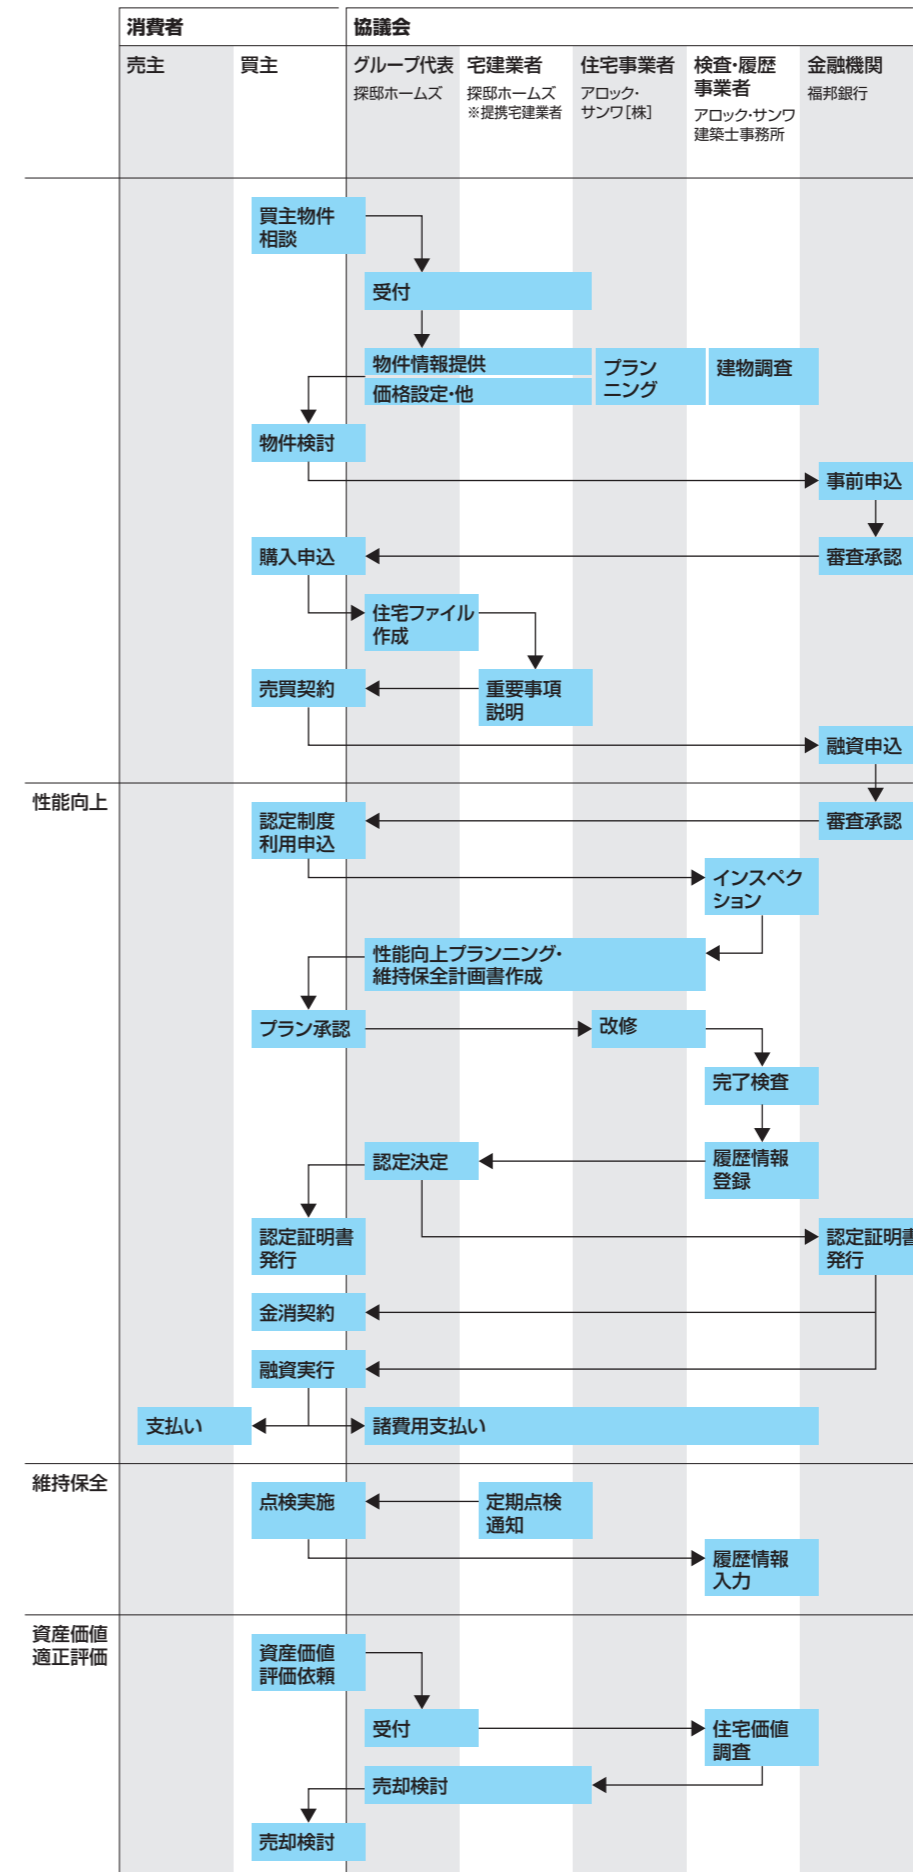 消費者
協議会
売主
買主
グループ代表
探邸ホームズ
宅建業者
探邸ホームズ
※提携宅建業者
住宅事業者
アロック・
サンワ[株]
検査・履歴
事業者
アロック・サンワ
建築士事務所
金融機関
福邦銀行
買主物件
相談
受付
物件情報提供
価格設定・他
プラン
ニング
建物調査
物件検討
事前申込
購入申込
審査承認
住宅ファイル
作成
売買契約
重要事項
説明
融資申込
性能向上
認定制度
利用申込
審査承認
インスペク
ション
性能向上プランニング・
維持保全計画書作成
プラン承認
改修
完了検査
認定決定
履歴情報
登録
認定証明書
発行
認定証明書
発行
金消契約
融資実行
支払い
諸費用支払い
維持保全
点検実施
定期点検
通知
履歴情報
入力
資産価値
適正評価
資産価値
評価依頼
受付
住宅価値
調査
売却検討
売却検討